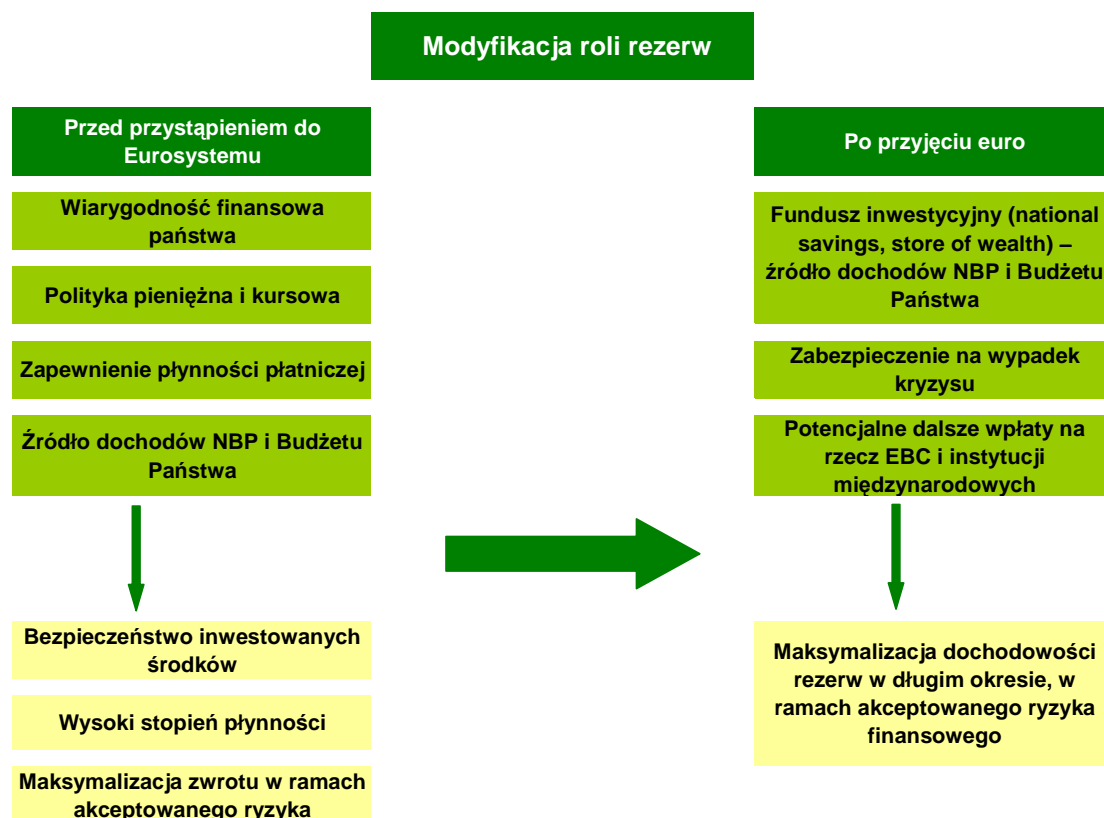 Modyfikacja roli rezerw
Przed przystąpieniem do
Eurosystemu
Wiarygodność finansowa
państwa
Polityka pieniężna i kursowa
Zapewnienie płynności płatniczej
Źródło dochodów NBP i Budżetu
Państwa
Bezpieczeństwo inwestowanych
środków
Wysoki stopień płynności
Maksymalizacja zwrotu w ramach
akceptowanego ryzyka
Po przyjęciu euro
Fundusz inwestycyjny (national
savings, store of wealth) –
źródło dochodów NBP i Budżetu
Państwa
Zabezpieczenie na wypadek
kryzysu
Potencjalne dalsze wpłaty na
rzecz EBC i instytucji
międzynarodowych
Maksymalizacja dochodowości
rezerw w długim okresie, w
ramach akceptowanego ryzyka
finansowego